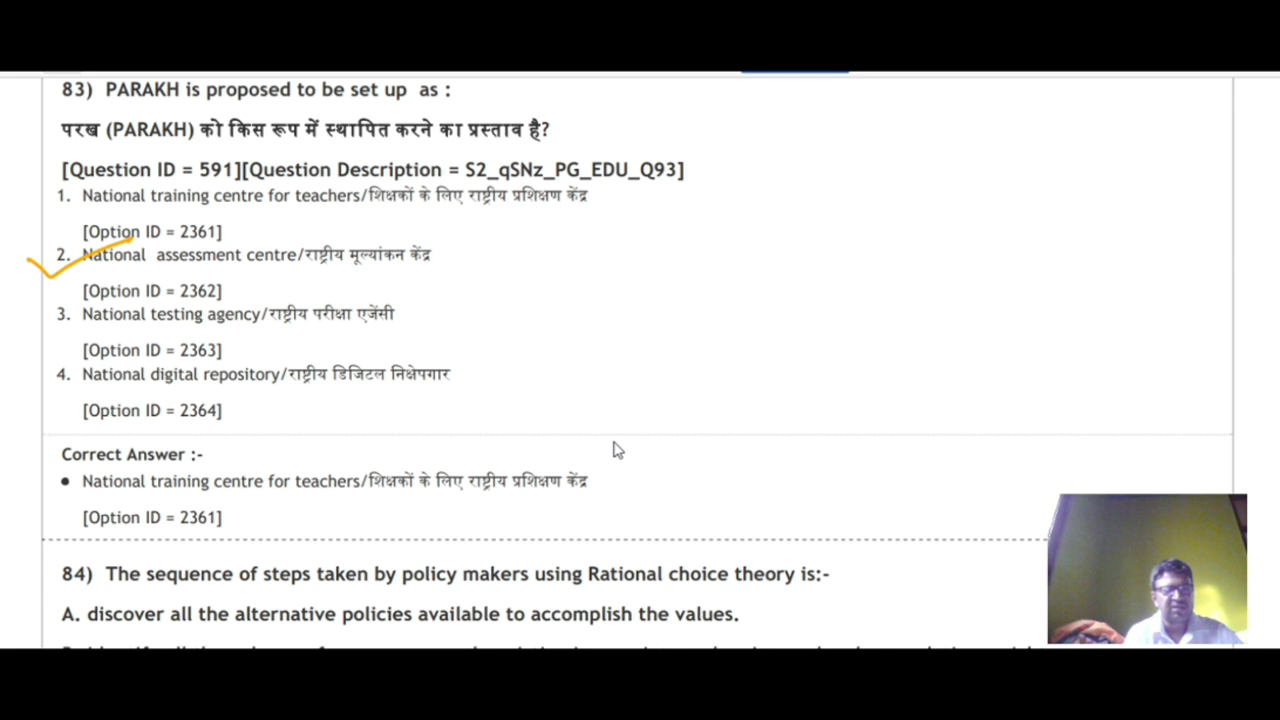 83) PARAKH is proposed to be set up as :
परख (PARAKH) को किस रूप में स्थापित करने का प्रस्ताव है?
[Question ID = 591][Question Description = S2_qSNz_PG_EDU_Q93]
1. National training centre for teachers/शिक्षकों के लिए राष्ट्रीय प्रशिक्षण केंद्र
[Option ID = 2361]
2. National assessment centre/राष्ट्रीय मूल्यांकन केंद्र
[Option ID = 2362]
3. National testing agency/राष्ट्रीय परीक्षा एजेंसी
[Option ID = 2363]
4. National digital repository/राष्ट्रीय डिजिटल निक्षेपगार
[Option ID = 2364]
Correct Answer :-
• National training centre for teachers/शिक्षकों के लिए राष्ट्रीय प्रशिक्षण केंद्र
[Option ID = 2361]
84) The sequence of steps taken by policy makers using Rational choice theory is:-
A. discover all the alternative policies available to accomplish the values.